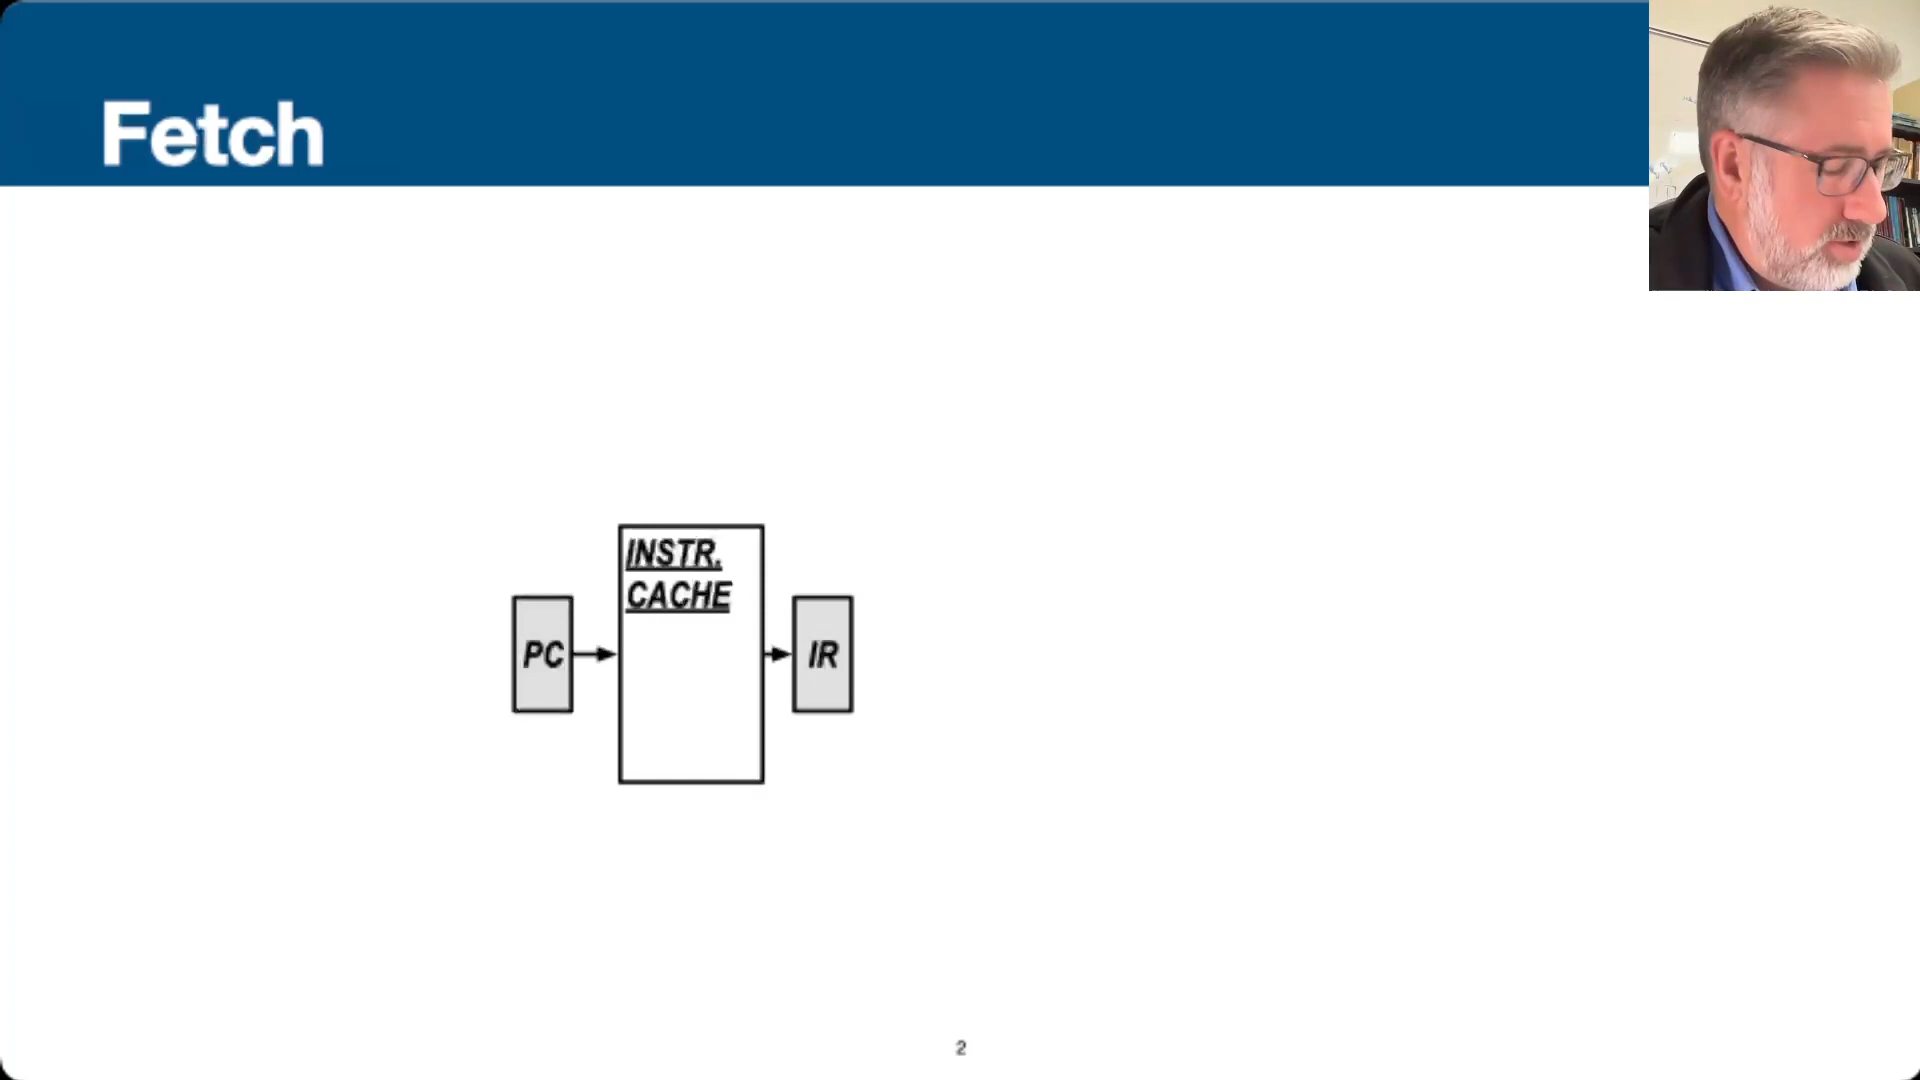 Fetch
INSTR.
CACHE
PC
IR
2